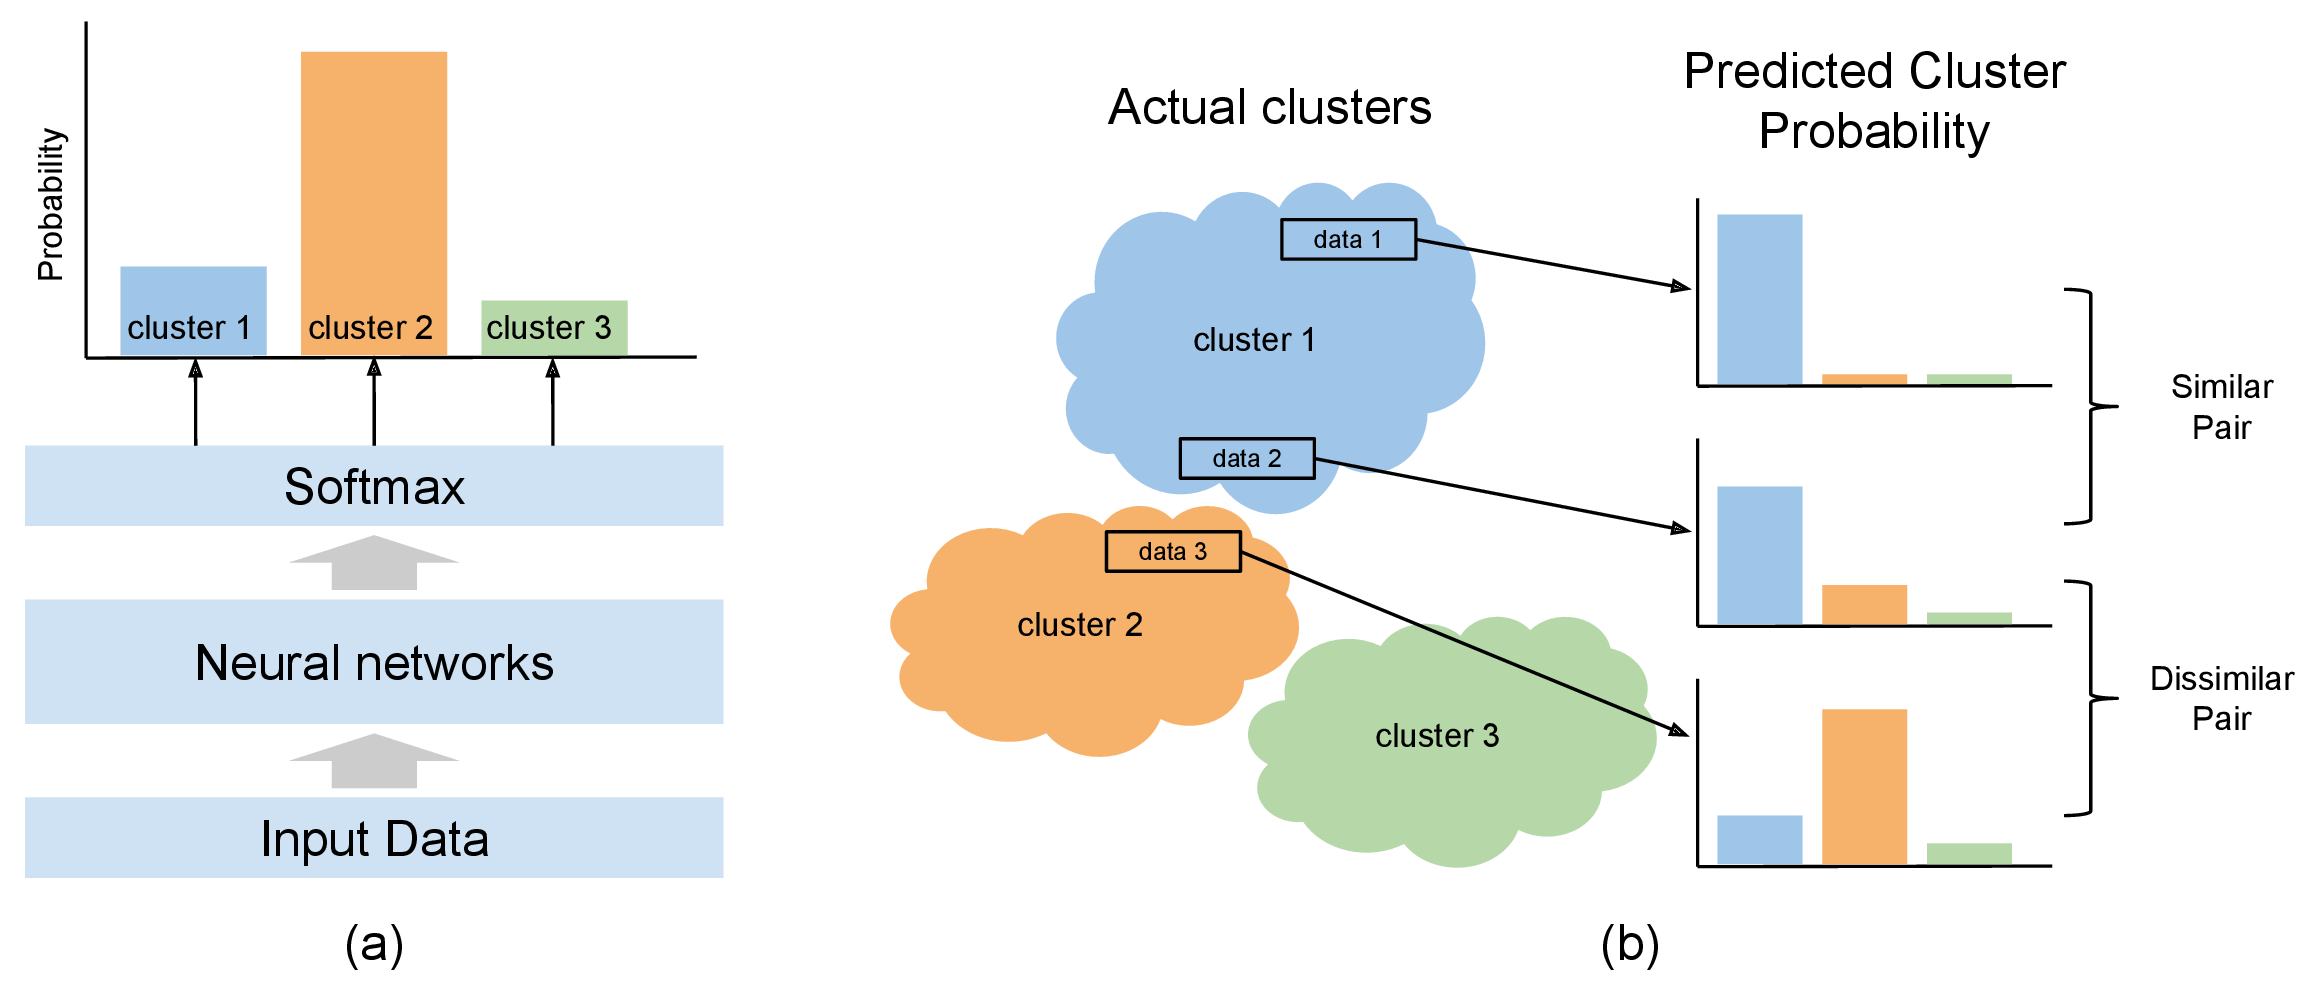 Probability
cluster 1
cluster 2
cluster 3
Softmax
Neural networks
Input Data
(a)
Actual clusters
Predicted Cluster
Probability
data 1
cluster 1
data 2
data 3
cluster 2
cluster 3
Similar
Pair
Dissimilar
Pair
(b)